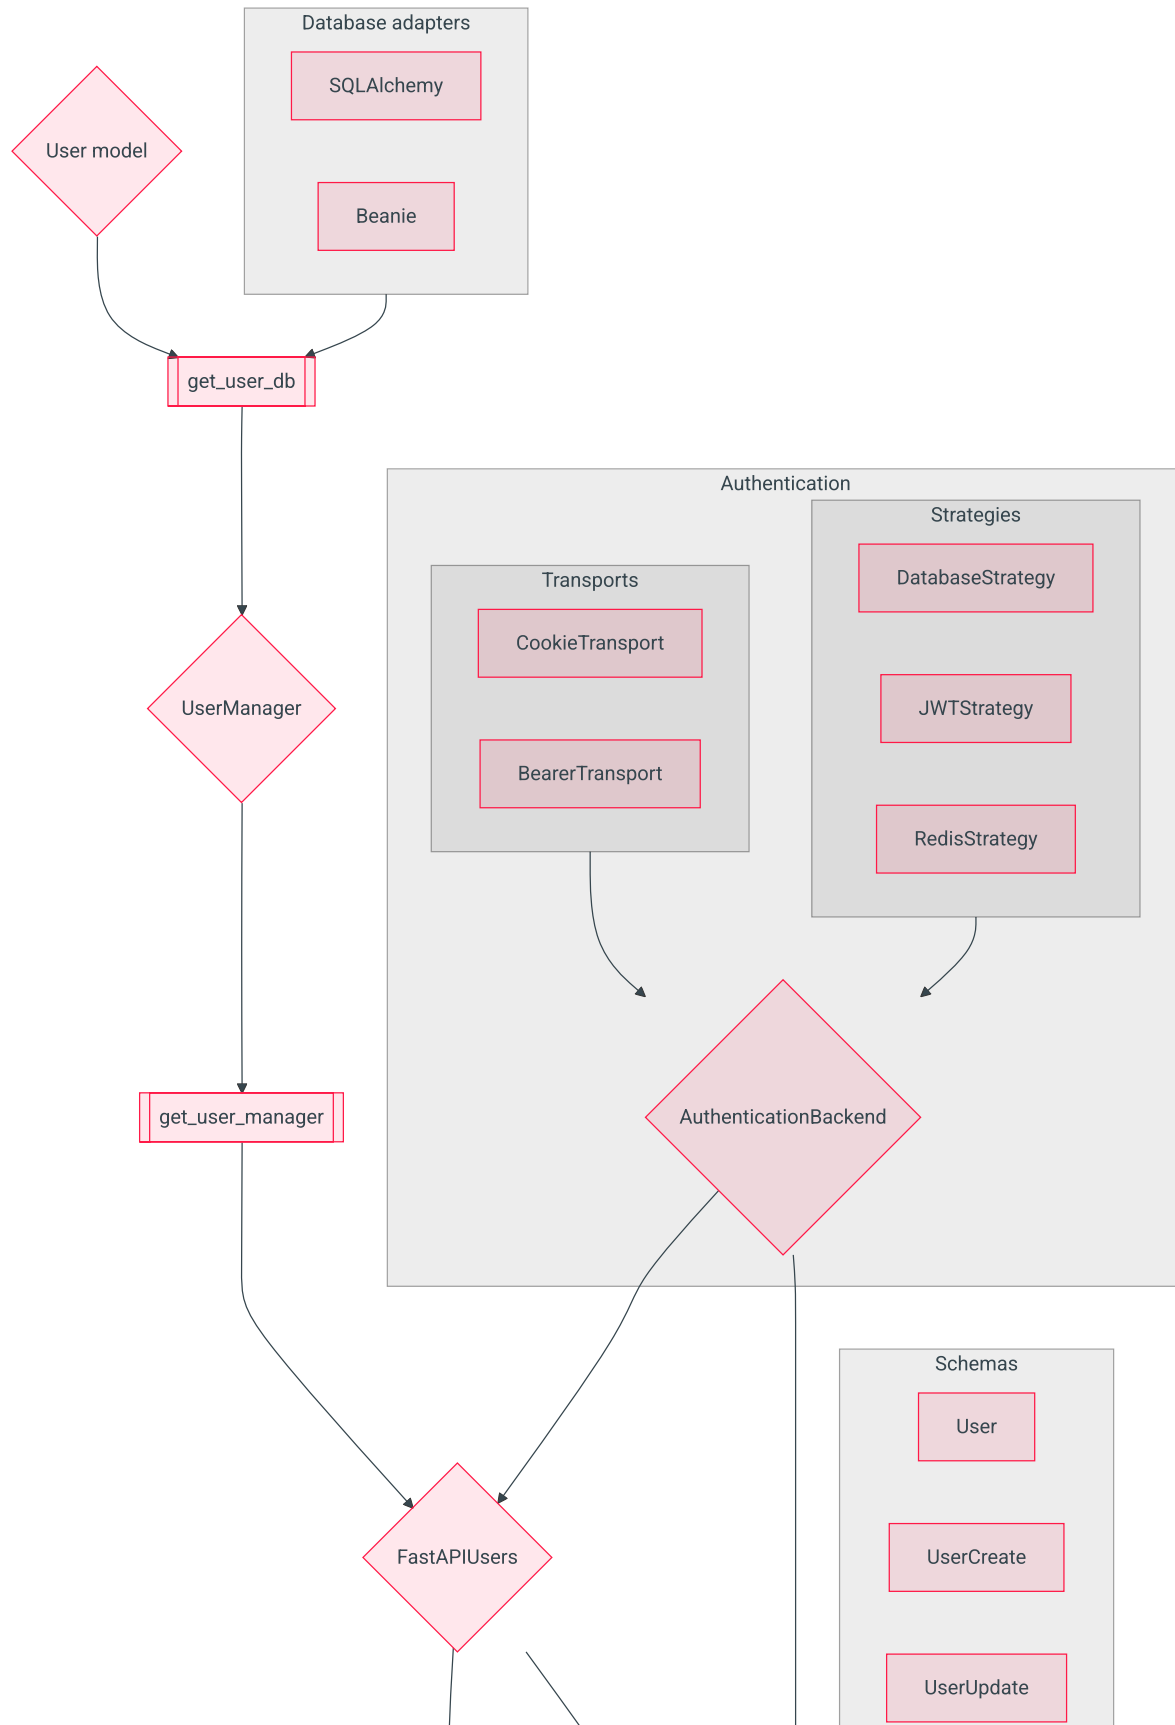 Database adapters
SQLAlchemy
User model
Beanie
get_user_db
Authentication
Strategies
Transports
DatabaseStrategy
CookieTransport
JWTStrategy
UserManager
BearerTransport
RedisStrategy
get_user_manager
AuthenticationBackend
Schemas
User
FastAPIUsers
UserCreate
UserUpdate